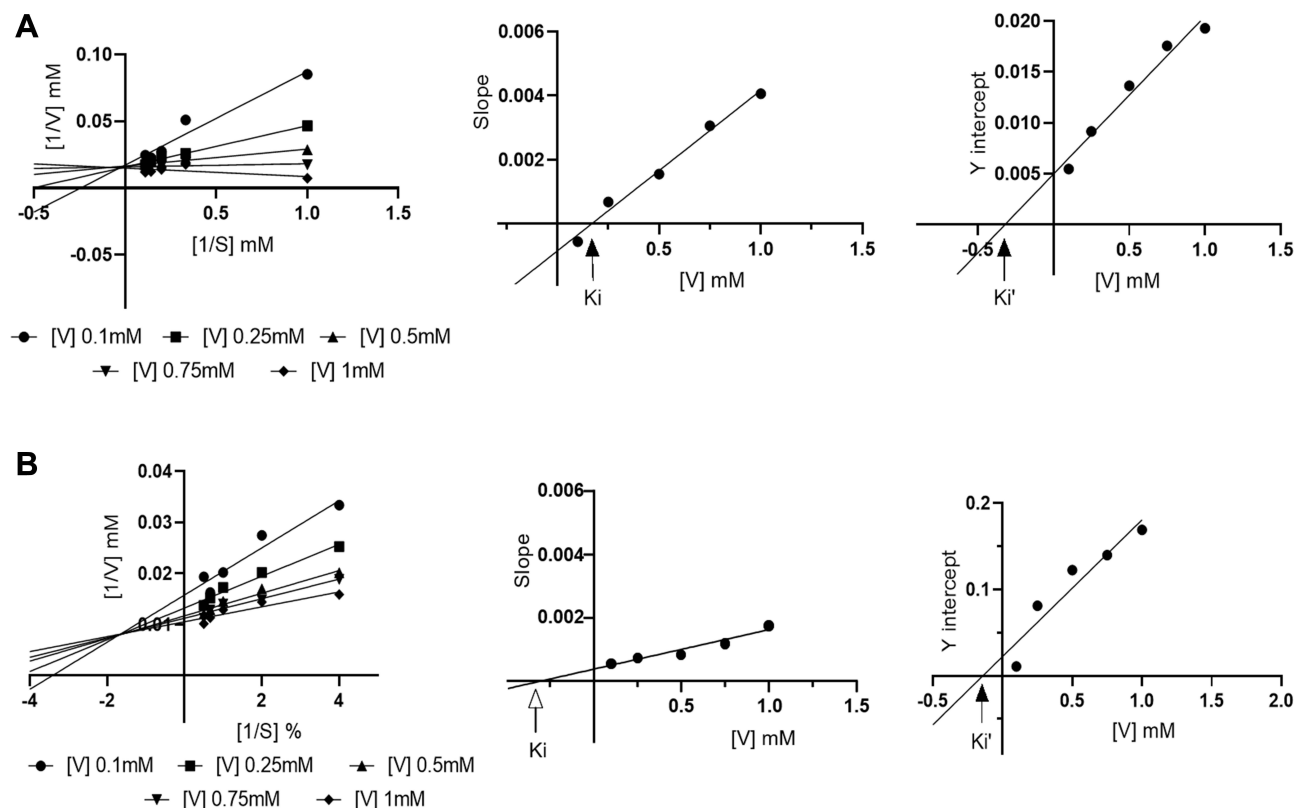 A
[1/V] mM
0.10
0.05
-0.5
0.5
1.0
1.5
-0.05
[1/S] mM
[V] 0.1mM
[V] 0.25mM
[V] 0.5mM
[V] 0.75mM
[V] 1mM
Slope
0.006
0.004
0.002
0.5
1.0
1.5
[V] mM
Ki
Y intercept
0.020
0.015
0.010
0.005
-0.5
0.5
1.0
1.5
[V] mM
Ki'
B
[1/V] mM
0.04
0.03
0.02
0.01
-4
-2
2
4
[1/S] %
[V] 0.1mM
[V] 0.25mM
[V] 0.5mM
[V] 0.75mM
[V] 1mM
Slope
0.006
0.004
0.002
0.5
1.0
1.5
[V] mM
Ki
Y intercept
0.2
0.1
-0.5
0.5
1.0
1.5
2.0
[V] mM
Ki'